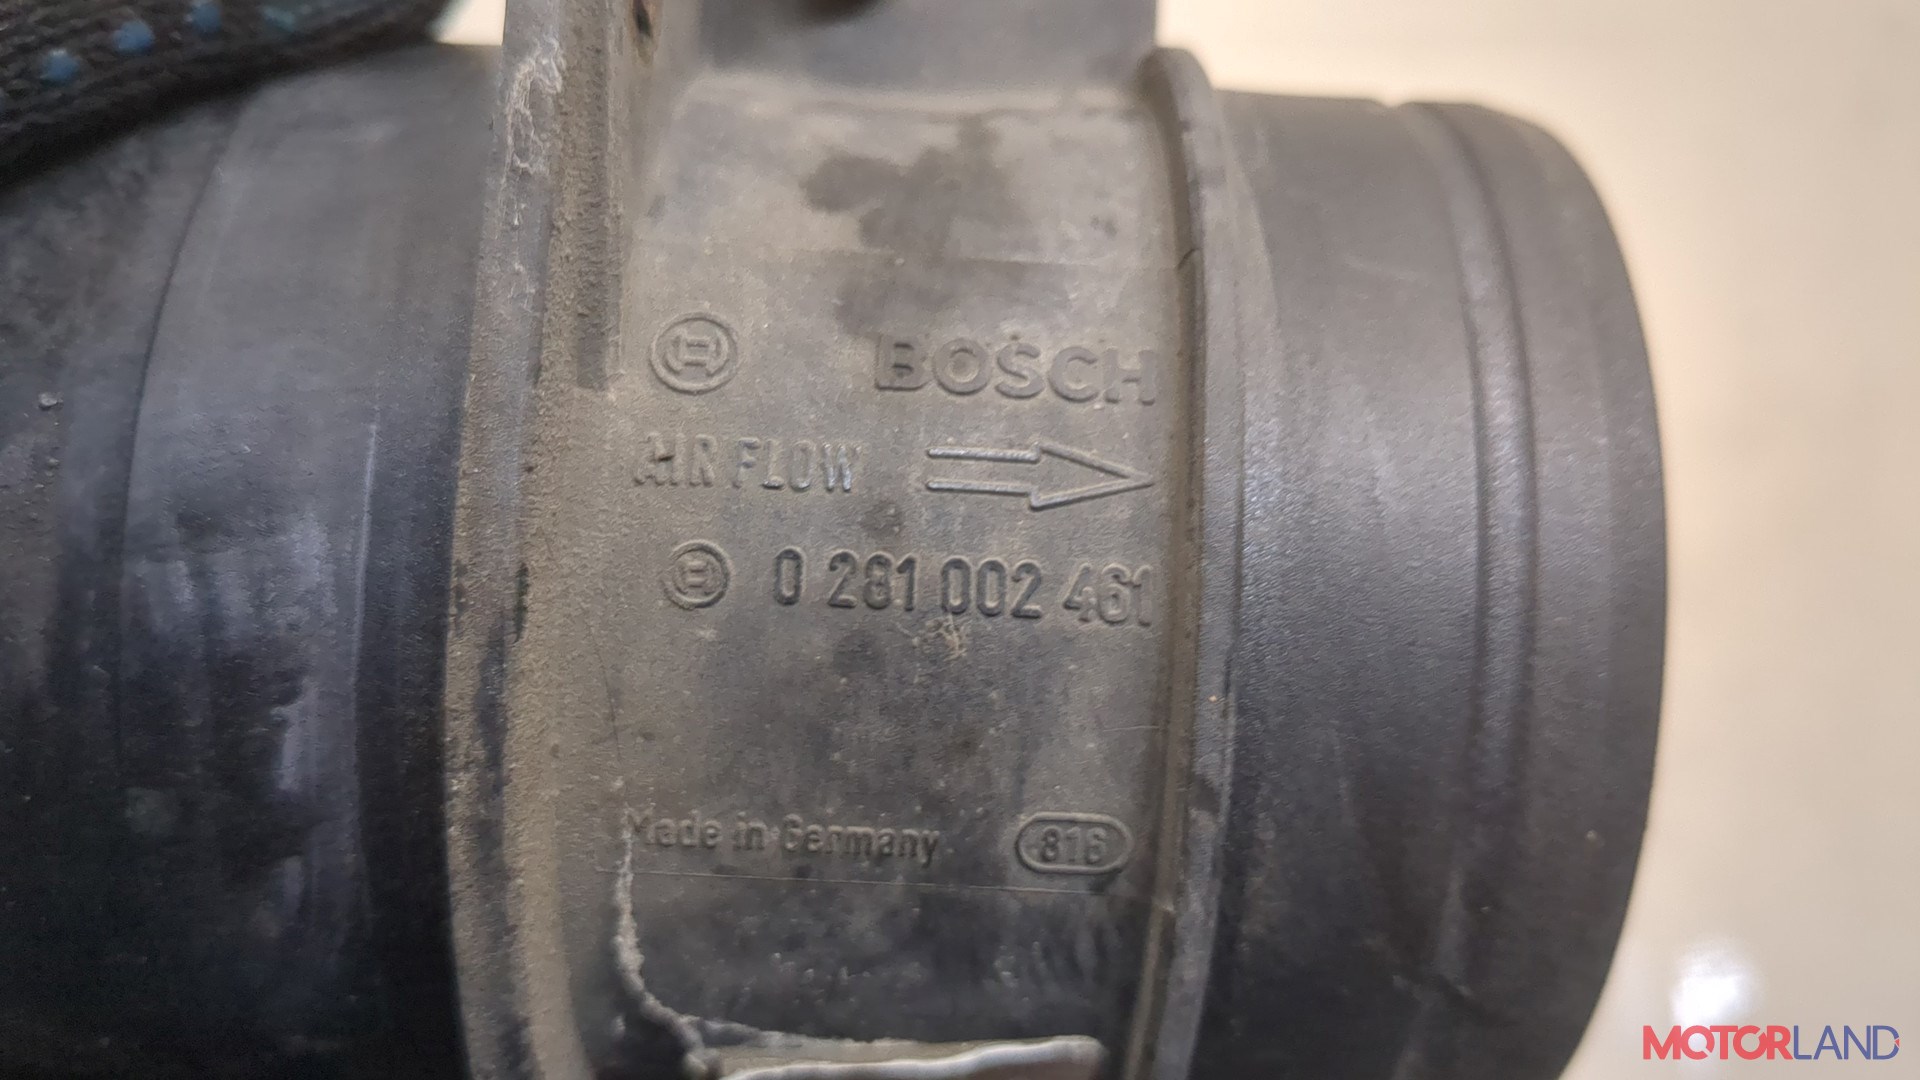 BOSCH
AIR FLOW
0 281 002 461
Made in Germany 816
MOTORLAND